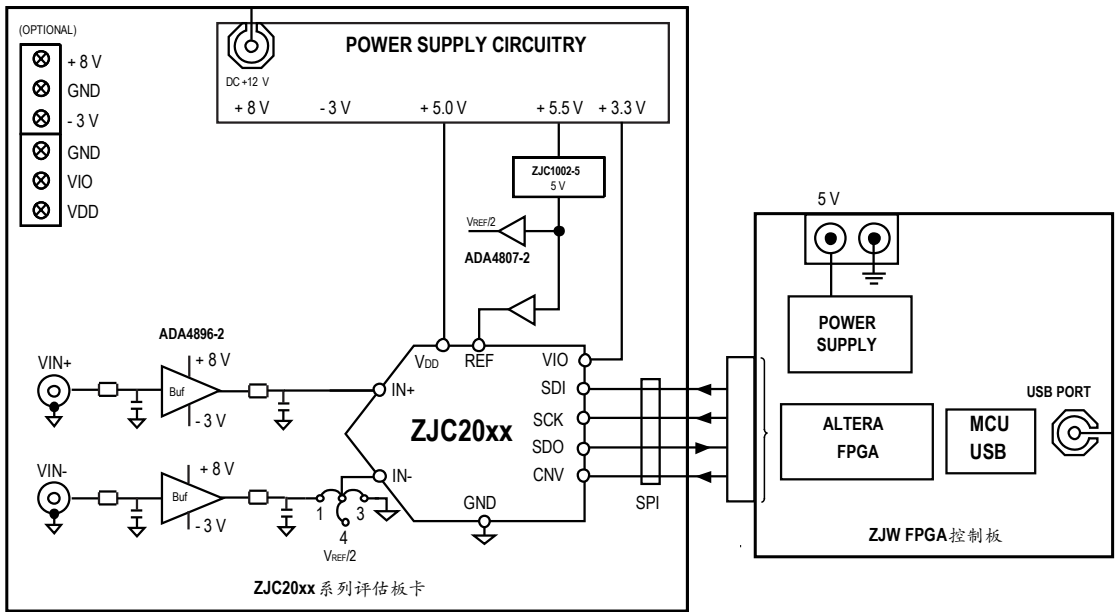 (OPTIONAL)
+ 8 V
GND
- 3 V
GND
VIO
VDD
POWER SUPPLY CIRCUITRY
DC +12 V
+ 8 V
- 3 V
+ 5.0 V
+ 5.5 V
+ 3.3 V
ZJC1002-5
5 V
VREF/2
ADA4807-2
ADA4896-2
VIN+
+ 8 V
Buf
- 3 V
VIN-
+ 8 V
Buf
- 3 V
1
3
4
VREF/2
VDD
REF
VIO
IN+
SDI
SCK
ZJC20xx
SDO
IN-
CNV
GND
SPI
ZJC20xx 系列评估板卡
5 V
POWER
SUPPLY
USB PORT
ALTERA
FPGA
MCU
USB
ZJW FPGA控制板